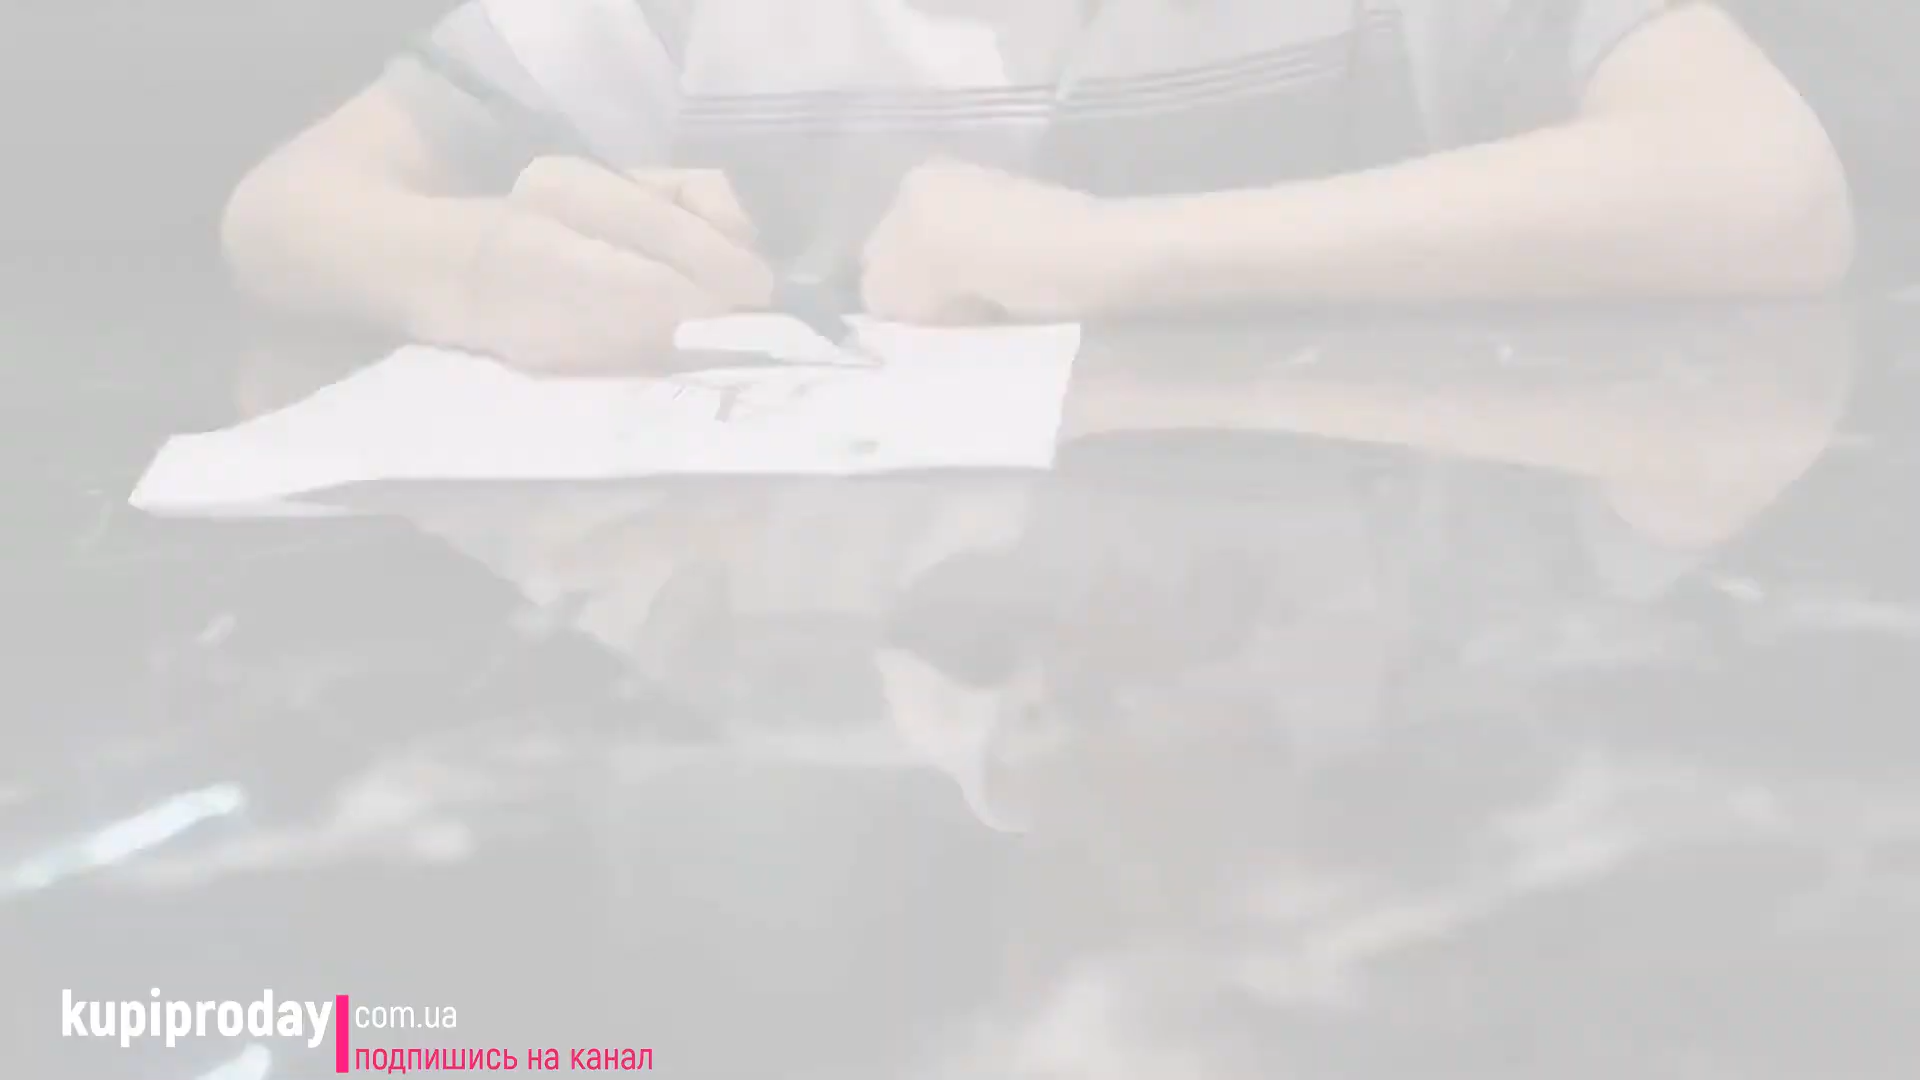 kupiproday
com.ua
подпишись на канал